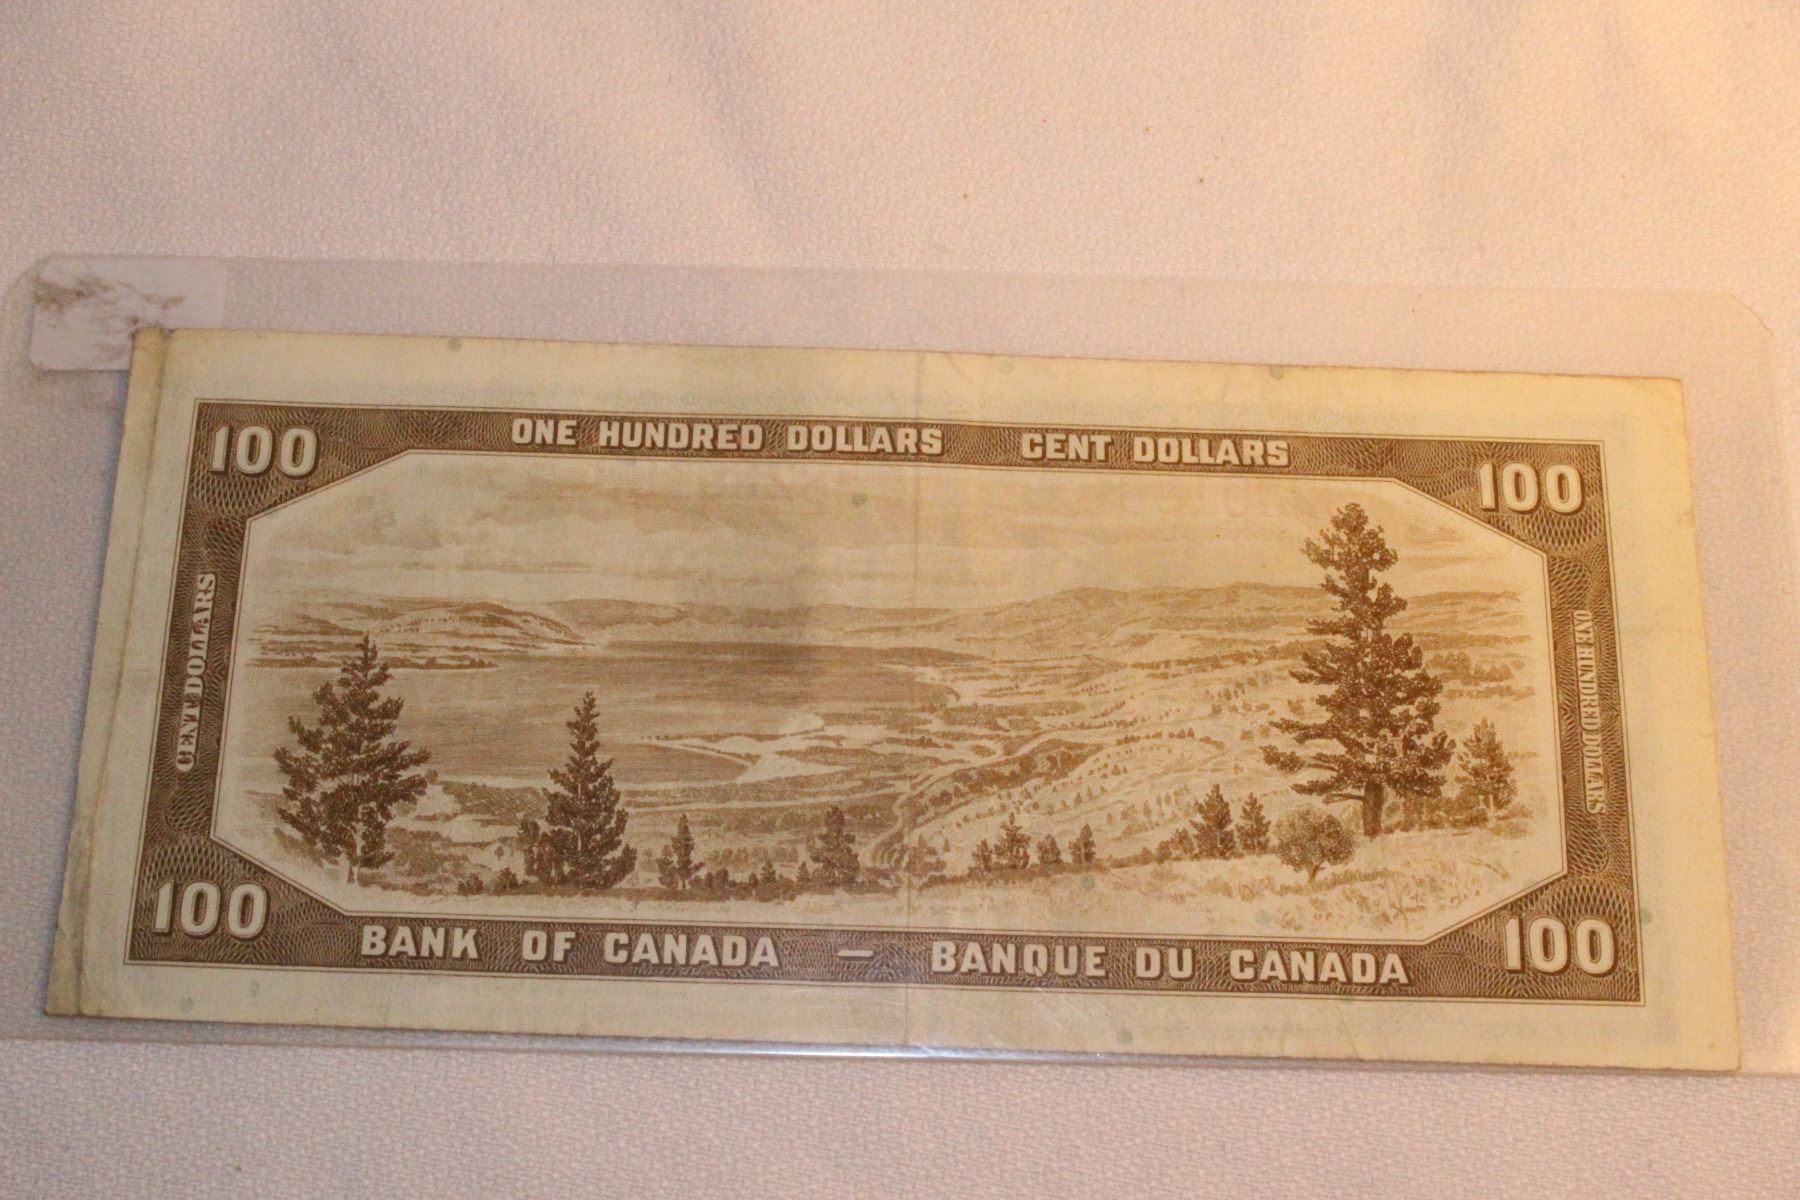 100 ONE HUNDRED DOLLARS CENT DOLLARS 100
CENT DOLLARS
ONE HUNDRED DOLLARS
100 BANK OF CANADA — BANQUE DU CANADA 100